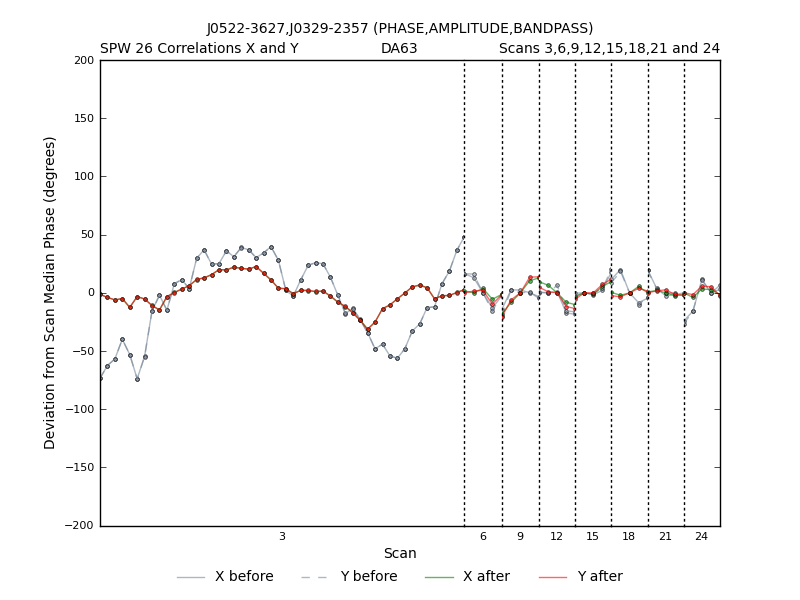 J0522-3627,J0329-2357 (PHASE,AMPLITUDE,BANDPASS)
SPW 26 Correlations X and Y DA63 Scans 3,6,9,12,15,18,21 and 24
200
150
100
50
0
−50
−100
−150
−200
Deviation from Scan Median Phase (degrees)
3 6 9 12 15 18 21 24
Scan
X before Y before X after Y after